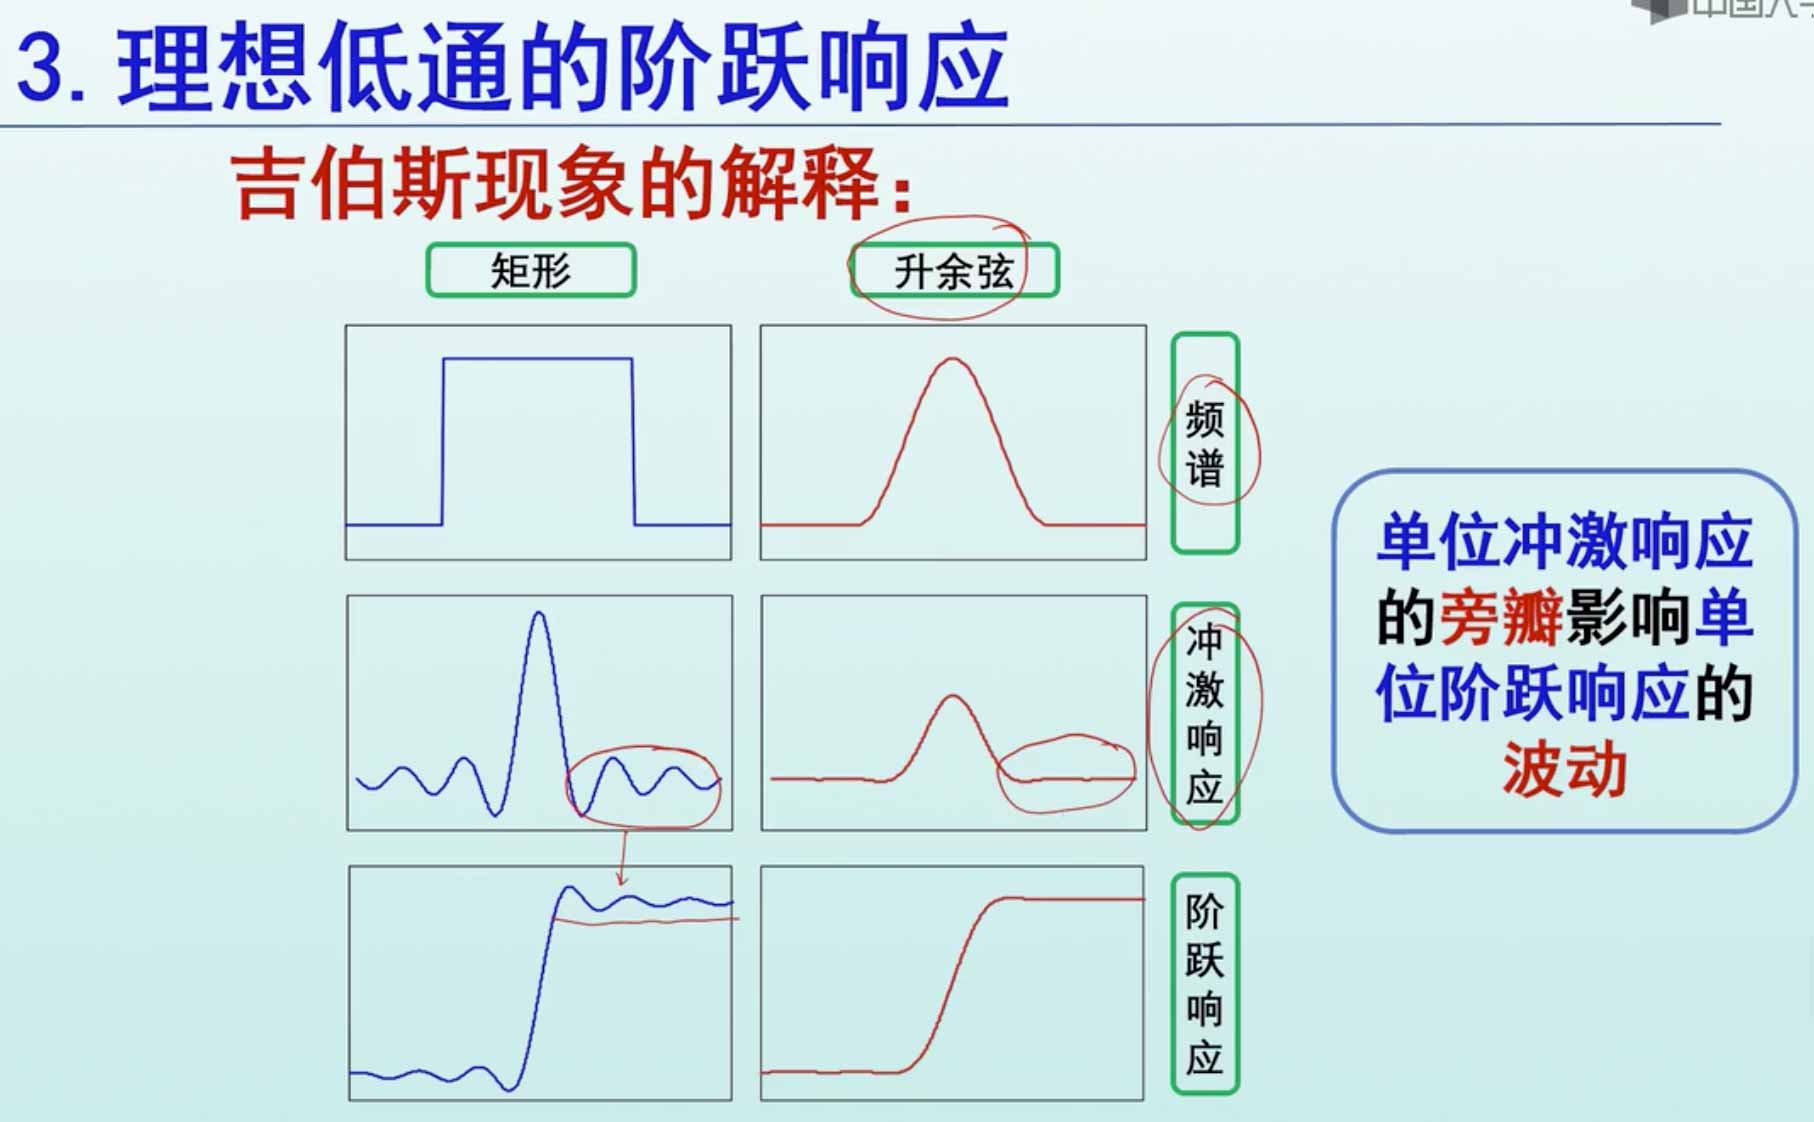 3. 理想低通的阶跃响应
吉伯斯现象的解释:
矩形
升余弦
频谱
冲激响应
阶跃响应
单位冲激响应
的旁瓣影响单
位阶跃响应的
波动